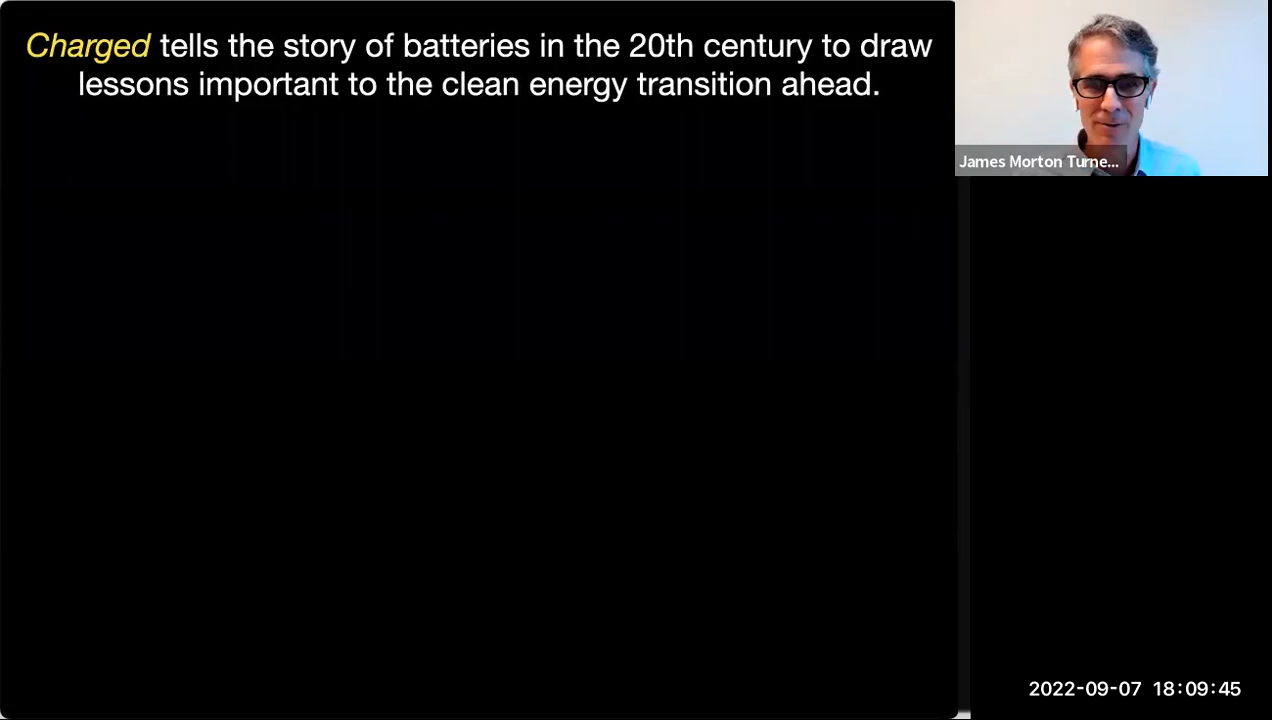 Charged tells the story of batteries in the 20th century to draw
lessons important to the clean energy transition ahead.
James Morton Turne...
2022-09-07 18:09:45